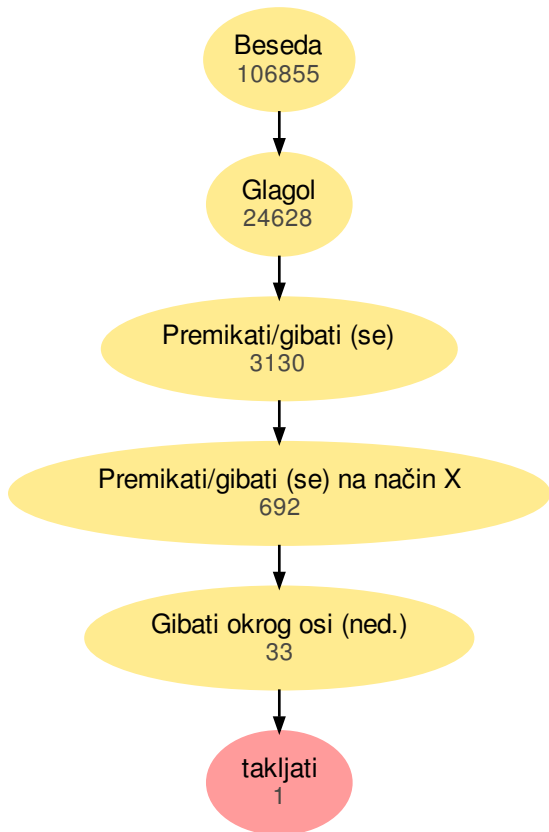 Beseda
106855
Glagol
24628
Premikati/gibati (se)
3130
Premikati/gibati (se) na način X
692
Gibati okrog osi (ned.)
33
takljati
1